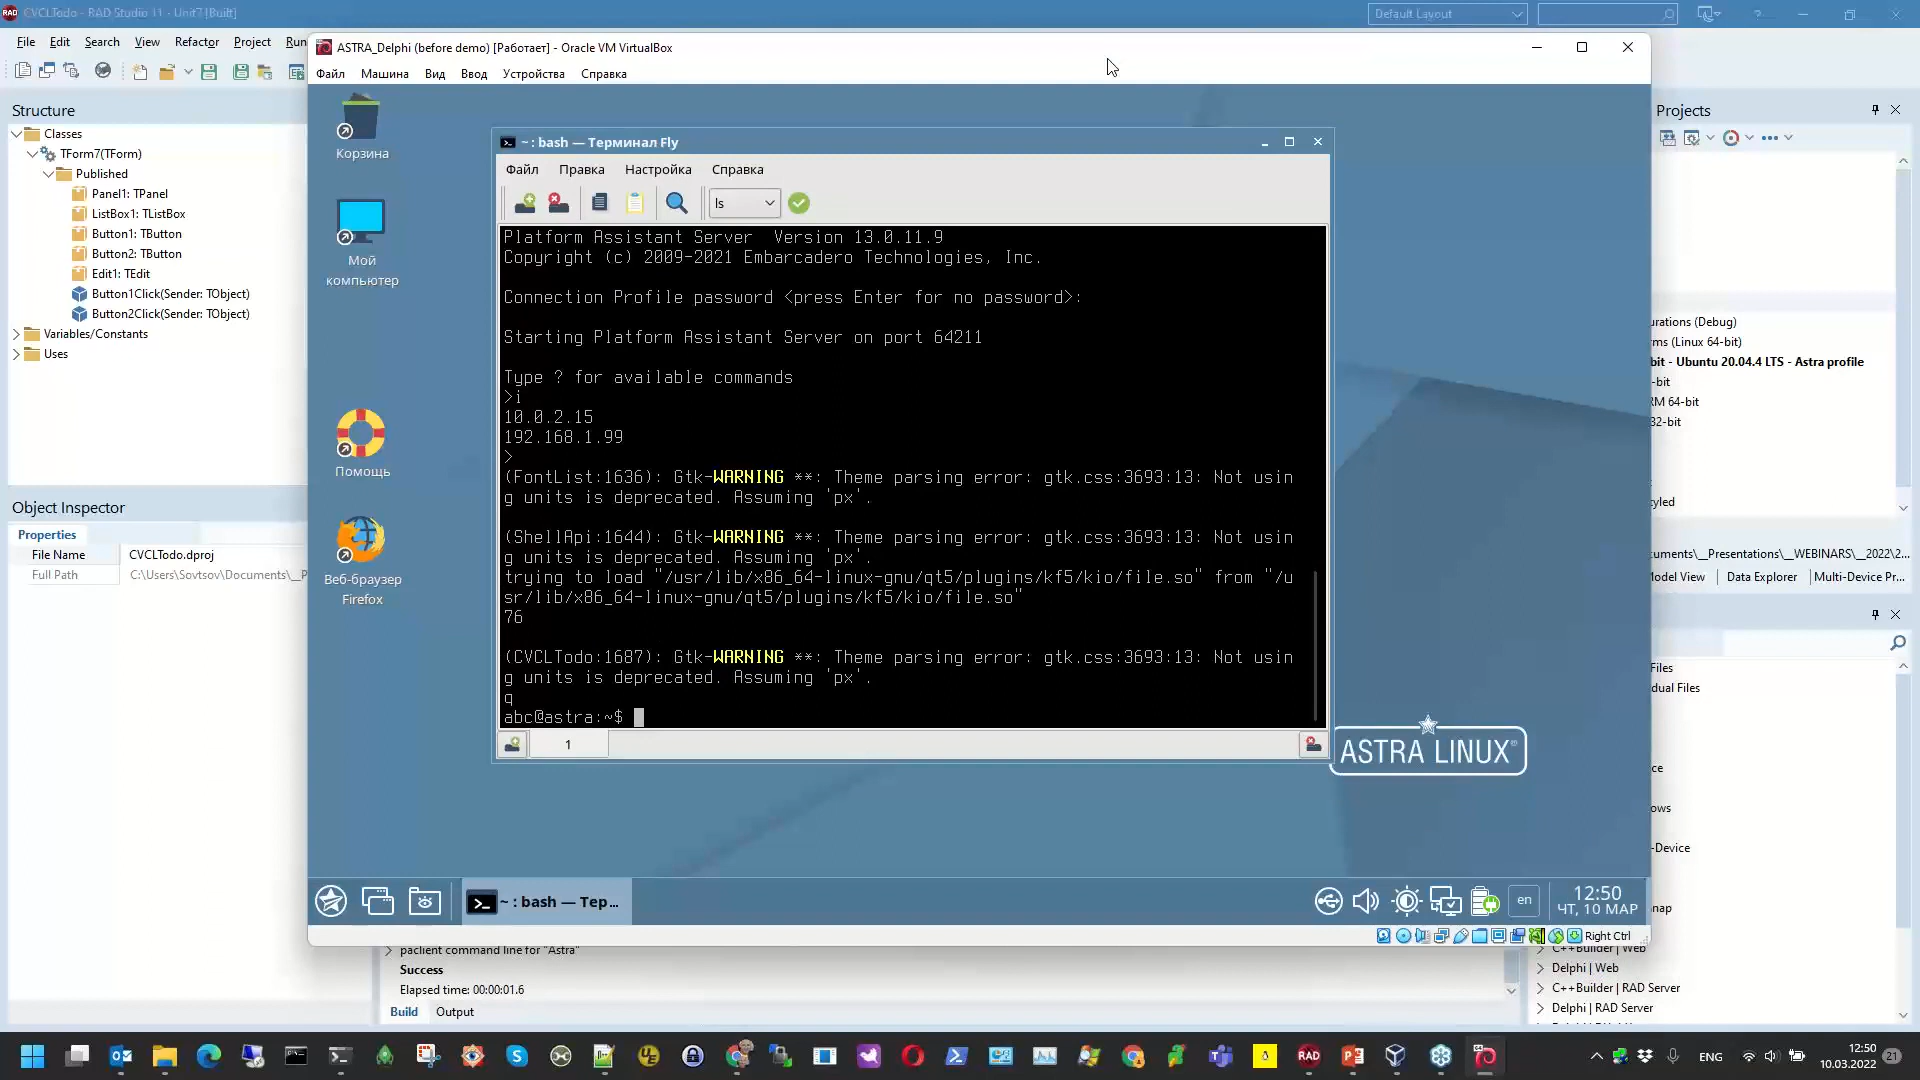 CVCLTodo - RAD Studio 11 - Unit7 [Built]
Default Layout
File Edit Search View Refactor Project Run
ASTRA_Delphi (before demo) [Работает] - Oracle VM VirtualBox
Файл Машина Вид Ввод Устройства Справка
Structure
Classes
TForm7(TForm)
Published
Panel1: TPanel
ListBox1: TListBox
Button1: TButton
Button2: TButton
Edit1: TEdit
Button1Click(Sender: TObject)
Button2Click(Sender: TObject)
Variables/Constants
Uses
Object Inspector
Properties
File Name CVCLTodo.dproj
Full Path C:\Users\Sovtsov\Documents\__P
Корзина
Мой
компьютер
Помощь
Веб-браузер
Firefox
~ : bash — Терминал Fly
Файл Правка Настройка Справка
ls
Platform Assistant Server  Version 13.0.11.9
Copyright (c) 2009-2021 Embarcadero Technologies, Inc.
Connection Profile password <press Enter for no password>:
Starting Platform Assistant Server on port 64211
Type ? for available commands
>i
10.0.2.15
192.168.1.99
>
(FontList:1636): Gtk-WARNING **: Theme parsing error: gtk.css:3693:13: Not usin
g units is deprecated. Assuming 'px'.
(ShellApi:1644): Gtk-WARNING **: Theme parsing error: gtk.css:3693:13: Not usin
g units is deprecated. Assuming 'px'.
trying to load "/usr/lib/x86_64-linux-gnu/qt5/plugins/kf5/kio/file.so" from "/u
sr/lib/x86_64-linux-gnu/qt5/plugins/kf5/kio/file.so"
76
(CVCLTodo:1687): Gtk-WARNING **: Theme parsing error: gtk.css:3693:13: Not usin
g units is deprecated. Assuming 'px'.
q
abc@astra:~$
1
ASTRA LINUX®
~ : bash — Тер...
en
12:50
ЧТ, 10 МАР
Right Ctrl
Projects
urations (Debug)
rms (Linux 64-bit)
bit - Ubuntu 20.04.4 LTS - Astra profile
-bit
RM 64-bit
32-bit
yled
cuments\__Presentations\__WEBINARS\__2022\2...
Model View Data Explorer Multi-Device Pr...
Files
dual Files
ce
ows
-Device
nap
C++Builder | Web
Delphi | Web
C++Builder | RAD Server
Delphi | RAD Server
paclient command line for "Astra"
Success
Elapsed time: 00:00:01.6
Build Output
ENG
12:50
10.03.2022
21